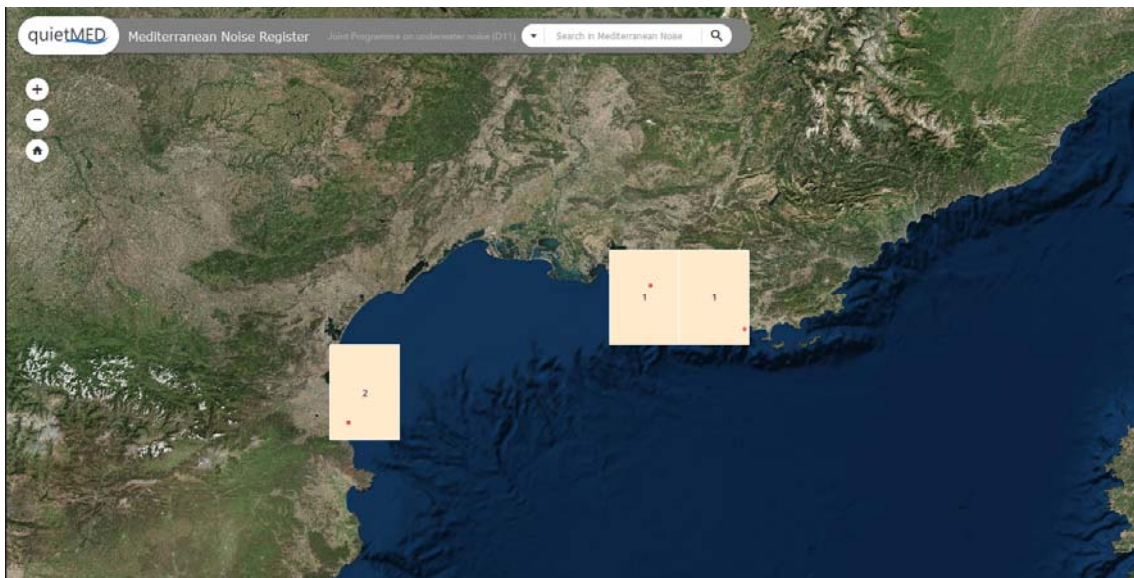 quietMED Mediterranean Noise Register Joint Programme on underwater noise (D11) Search in Mediterranean Noise
+
−
1 1
2